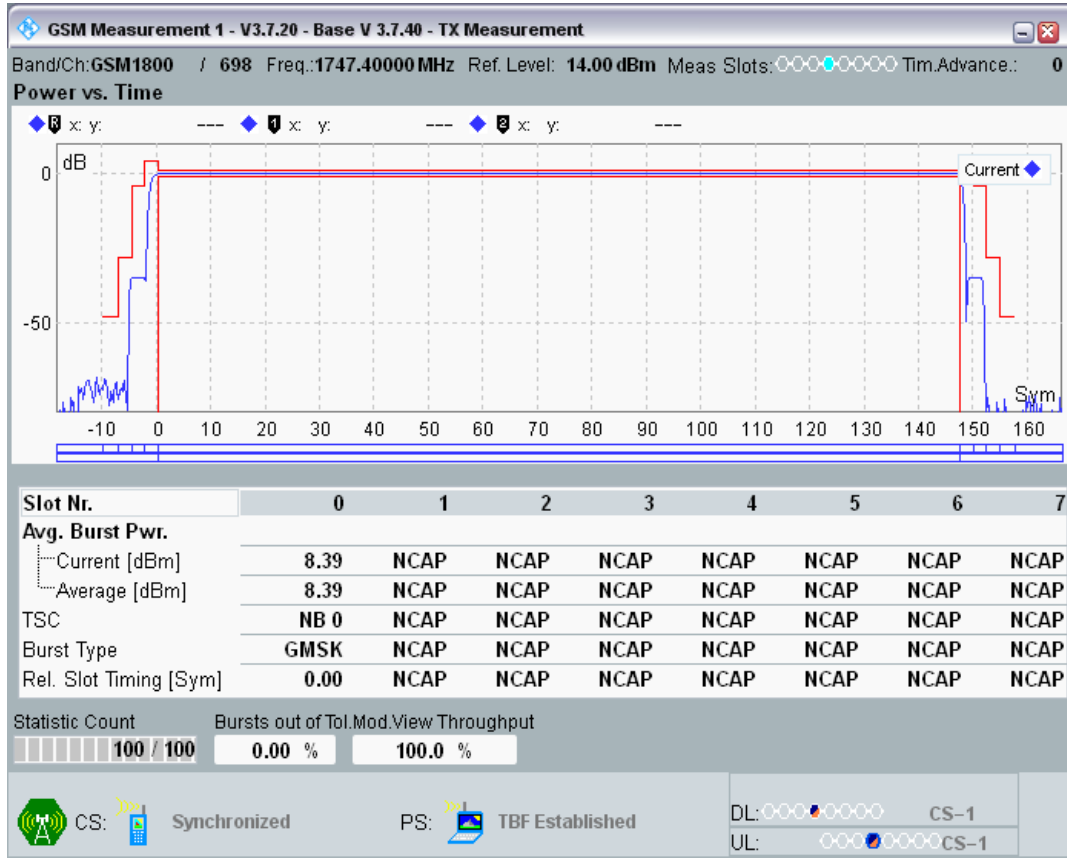 GSM Measurement 1 - V3.7.20 - Base V 3.7.40 - TX Measurement
Band/Ch:GSM1800 / 698 Freq.:1747.40000 MHz Ref. Level: 14.00 dBm Meas Slots: Tim.Advance.: 0
Power vs. Time
R x: y: --- 1 x: y: --- 2 x: y: ---
dB
Current
0
-50
Sym
-10 0 10 20 30 40 50 60 70 80 90 100 110 120 130 140 150 160
Slot Nr. 0 1 2 3 4 5 6 7
Avg. Burst Pwr.
Current [dBm] 8.39 NCAP NCAP NCAP NCAP NCAP NCAP NCAP
Average [dBm] 8.39 NCAP NCAP NCAP NCAP NCAP NCAP NCAP
TSC NB 0 NCAP NCAP NCAP NCAP NCAP NCAP NCAP
Burst Type GMSK NCAP NCAP NCAP NCAP NCAP NCAP NCAP
Rel. Slot Timing [Sym] 0.00 NCAP NCAP NCAP NCAP NCAP NCAP NCAP
Statistic Count Bursts out of Tol.Mod.View Throughput
100 / 100 0.00 % 100.0 %
CS: Synchronized PS: TBF Established
DL: CS-1
UL: CS-1